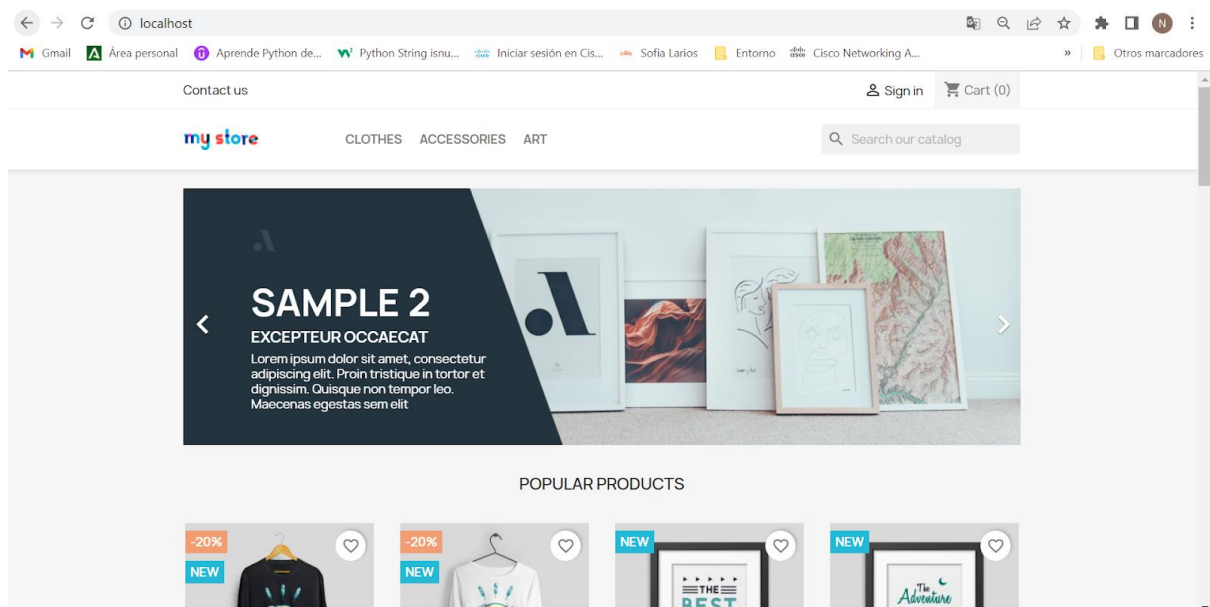 localhost
N
Gmail
Área personal
Aprende Python de...
Python String isnu...
Iniciar sesión en Cis...
Sofia Larios
Entorno
Cisco Networking A...
»
Otros marcadores
Contact us
Sign in
Cart (0)
my store
CLOTHES
ACCESSORIES
ART
Search our catalog
SAMPLE 2
EXCEPTEUR OCCAECAT
Lorem ipsum dolor sit amet, consectetur
adipiscing elit. Proin tristique in tortor et
dignissim. Quisque non tempor leo.
Maecenas egestas sem elit
POPULAR PRODUCTS
-20%
NEW
-20%
NEW
NEW
THE
BEST
NEW
The
Adventure